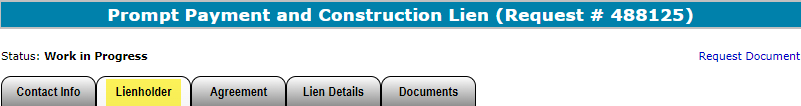 Prompt Payment and Construction Lien (Request # 488125)
Status: Work in Progress Request Document
Contact Info Lienholder Agreement Lien Details Documents